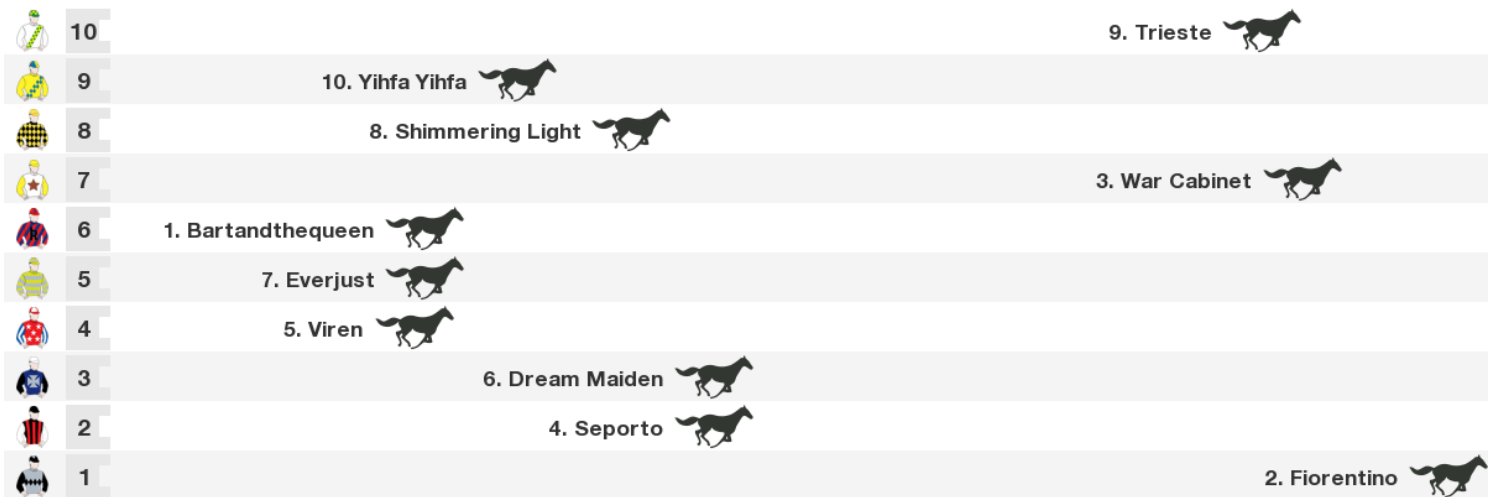 10 9. Trieste
9 10. Yihfa Yihfa
8 8. Shimmering Light
7 3. War Cabinet
6 1. Bartandthequeen
5 7. Everjust
4 5. Viren
3 6. Dream Maiden
2 4. Seporto
1 2. Fiorentino